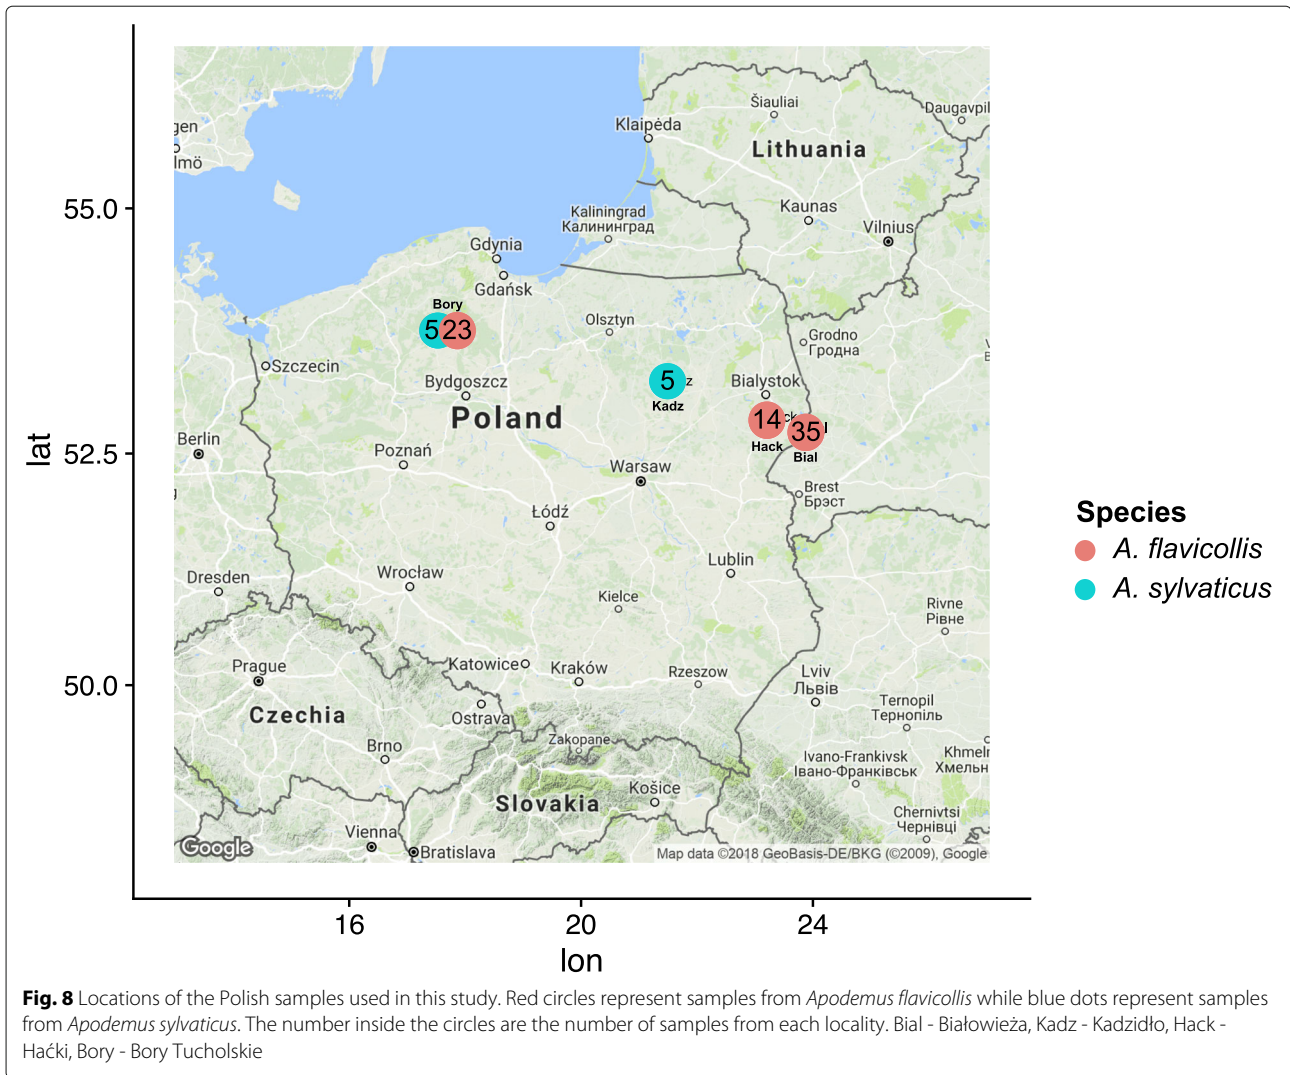 Šiauliai
Daugavpil
Klaipėda
gen
lmö
Lithuania
55.0
Kaunas
Kaliningrad
Калининград
Vilnius
Gdynia
Gdańsk
Bory
5
23
Olsztyn
Grodno
Гродна
Szczecin
Bydgoszcz
5
z
Kadz
Bialystok
Poland
14
ck
35
l
Hack
Bial
lat
52.5
Berlin
Poznań
Warsaw
Brest
Брэст
Łódź
Species
A. flavicollis
A. sylvaticus
Lublin
Dresden
Wrocław
Kielce
Rivne
Рівне
50.0
Prague
Katowice
Kraków
Rzeszow
Lviv
Львів
Czechia
Ostrava
Ternopil
Тернопіль
Brno
Zakopane
Ivano-Frankivsk
Івано-Франківськ
Khmelr
Хмельн
Slovakia
Košice
Chernivtsi
Чернівці
Vienna
Bratislava
Google
Map data ©2018 GeoBasis-DE/BKG (©2009), Google
16
20
24
lon
Fig. 8 Locations of the Polish samples used in this study. Red circles represent samples from Apodemus flavicollis while blue dots represent samples
from Apodemus sylvaticus. The number inside the circles are the number of samples from each locality. Bial - Białowieża, Kadz - Kadzidło, Hack -
Haćki, Bory - Bory Tucholskie